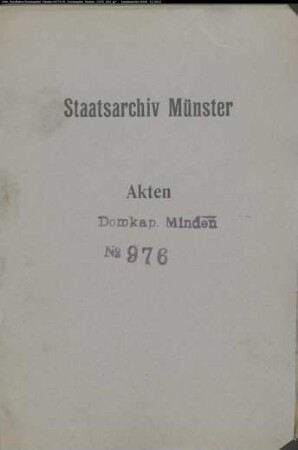 Staatsarchiv Münster
Akten
Domkap. Minden
№ 976